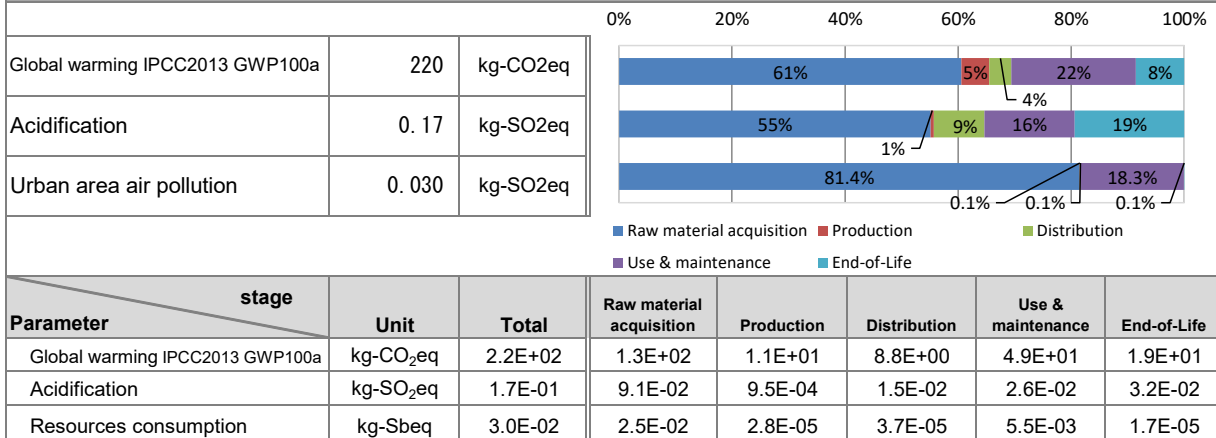 0% 20% 40% 60% 80% 100%
Global warming IPCC2013 GWP100a 220 kg-CO2eq
61% 5% 22% 8%
4%
Acidification 0.17 kg-SO2eq
55% 9% 16% 19%
1%
Urban area air pollution 0.030 kg-SO2eq
81.4% 18.3%
0.1% 0.1% 0.1%
Raw material acquisition Production Distribution
Use & maintenance End-of-Life
stage
Parameter Unit Total Raw material acquisition Production Distribution Use & maintenance End-of-Life
Global warming IPCC2013 GWP100a kg-CO₂eq 2.2E+02 1.3E+02 1.1E+01 8.8E+00 4.9E+01 1.9E+01
Acidification kg-SO₂eq 1.7E-01 9.1E-02 9.5E-04 1.5E-02 2.6E-02 3.2E-02
Resources consumption kg-Sbeq 3.0E-02 2.5E-02 2.8E-05 3.7E-05 5.5E-03 1.7E-05